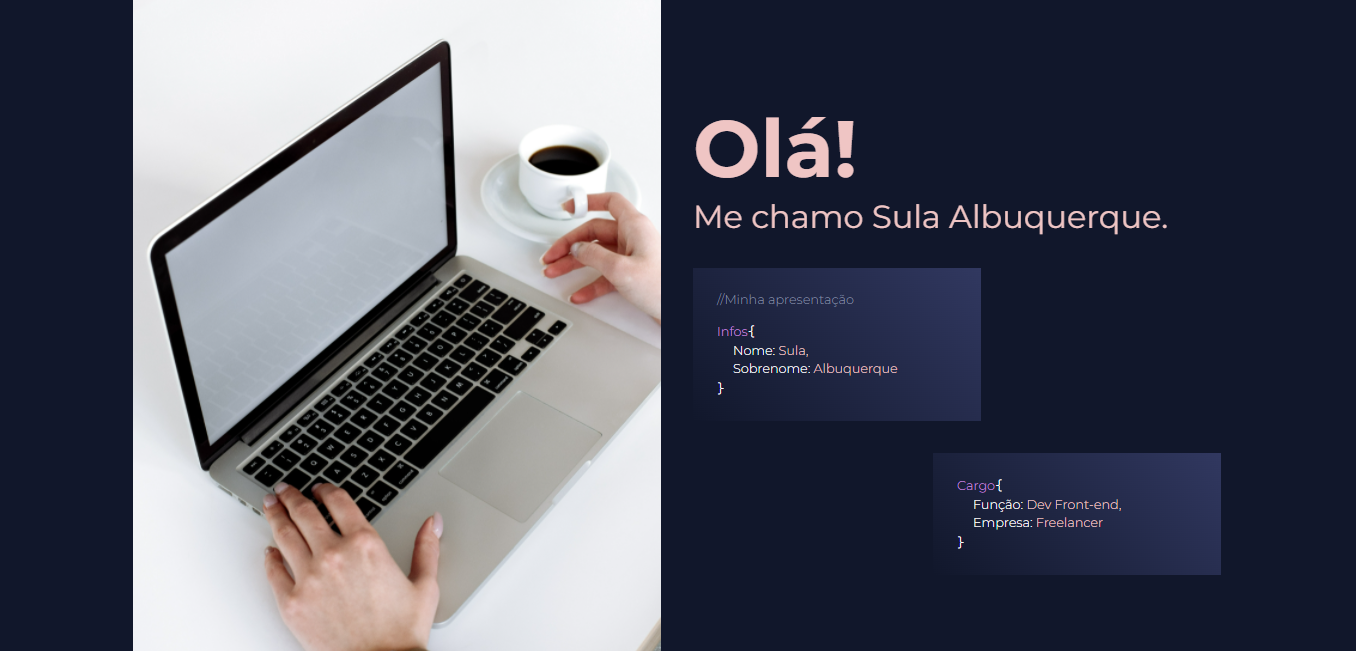 Olá!
Me chamo Sula Albuquerque.
//Minha apresentação
Infos{
Nome: Sula,
Sobrenome: Albuquerque
}
Cargo{
Função: Dev Front-end,
Empresa: Freelancer
}